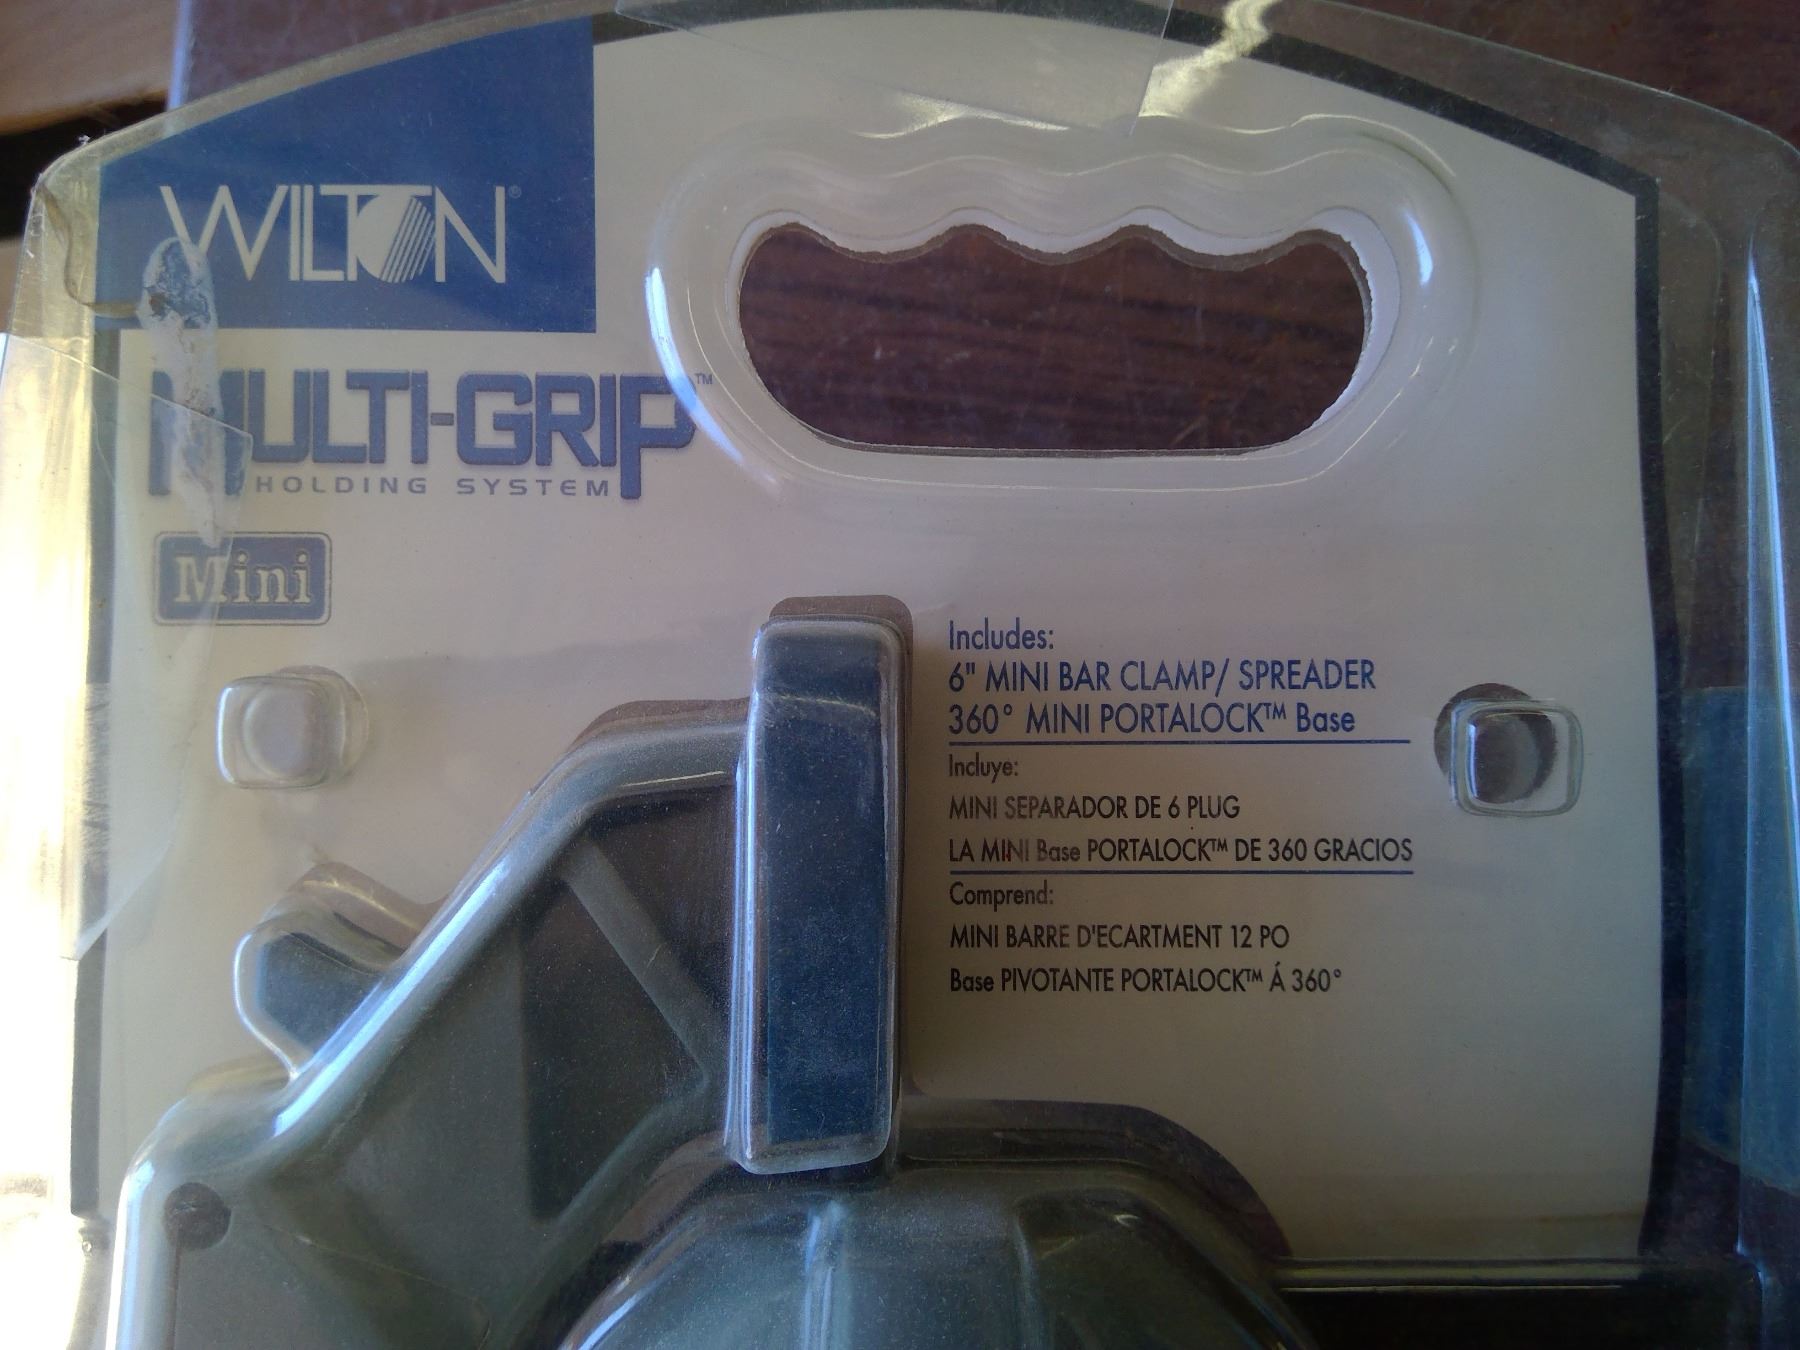 WILTON®
MULTI-GRIP™
HOLDING SYSTEM
Mini
Includes:
6" MINI BAR CLAMP/ SPREADER
360° MINI PORTALOCK™ Base
Incluye:
MINI SEPARADOR DE 6 PLUG
LA MINI Base PORTALOCK™ DE 360 GRACIOS
Comprend:
MINI BARRE D'ECARTMENT 12 PO
Base PIVOTANTE PORTALOCK™ Á 360°